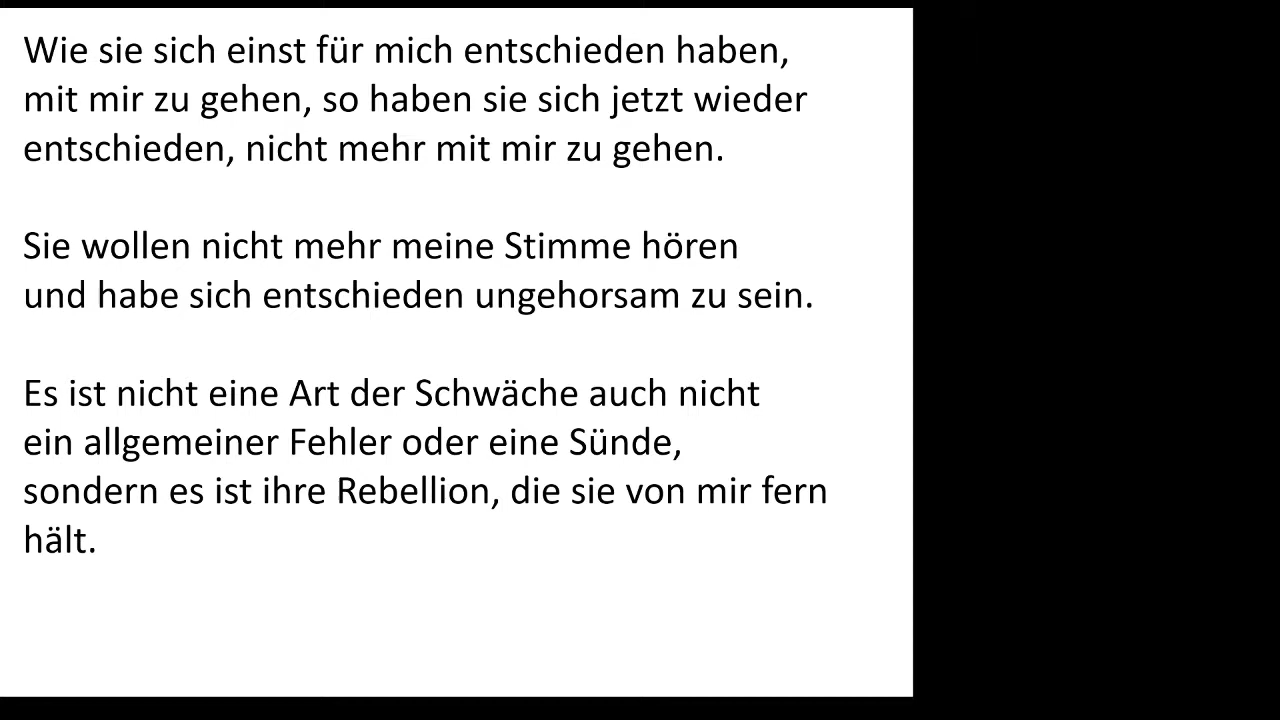 Wie sie sich einst für mich entschieden haben,
mit mir zu gehen, so haben sie sich jetzt wieder
entschieden, nicht mehr mit mir zu gehen.
Sie wollen nicht mehr meine Stimme hören
und habe sich entschieden ungehorsam zu sein.
Es ist nicht eine Art der Schwäche auch nicht
ein allgemeiner Fehler oder eine Sünde,
sondern es ist ihre Rebellion, die sie von mir fern
hält.